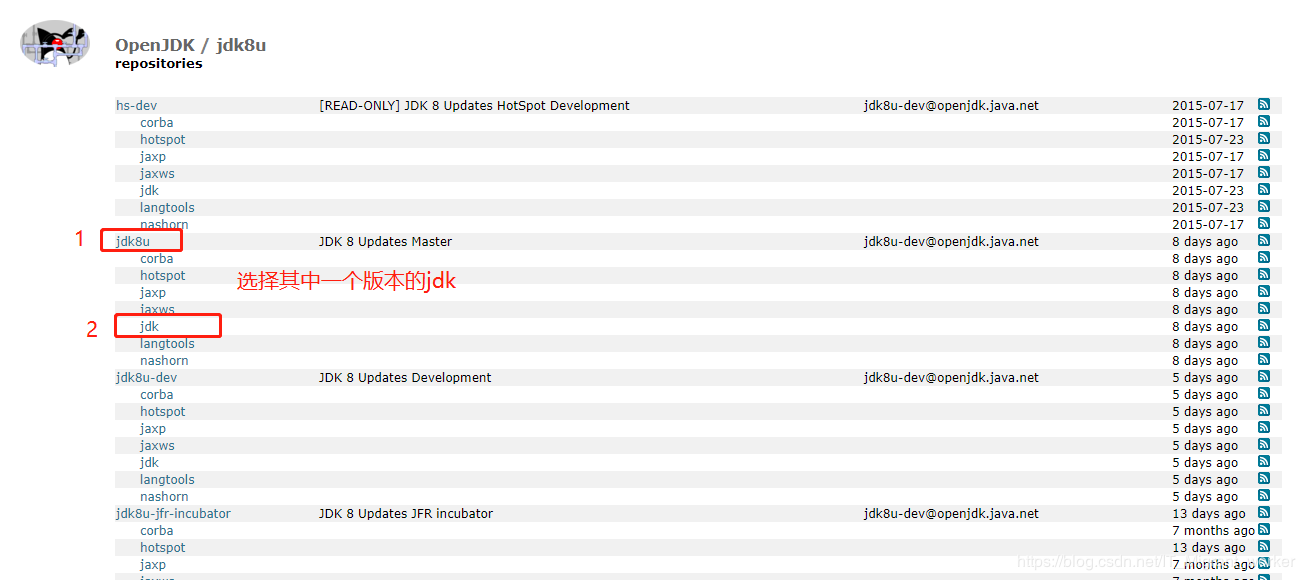 OpenJDK / jdk8u
repositories
hs-dev [READ-ONLY] JDK 8 Updates HotSpot Development jdk8u-dev@openjdk.java.net 2015-07-17
corba 2015-07-17
hotspot 2015-07-23
jaxp 2015-07-17
jaxws 2015-07-17
jdk 2015-07-23
langtools 2015-07-23
nashorn 2015-07-17
1 jdk8u JDK 8 Updates Master jdk8u-dev@openjdk.java.net 8 days ago
corba 8 days ago
hotspot 选择其中一个版本的jdk 8 days ago
jaxp 8 days ago
jaxws 8 days ago
2 jdk 8 days ago
langtools 8 days ago
nashorn 8 days ago
jdk8u-dev JDK 8 Updates Development jdk8u-dev@openjdk.java.net 5 days ago
corba 5 days ago
hotspot 5 days ago
jaxp 5 days ago
jaxws 5 days ago
jdk 5 days ago
langtools 5 days ago
nashorn 5 days ago
jdk8u-jfr-incubator JDK 8 Updates JFR incubator jdk8u-dev@openjdk.java.net 13 days ago
corba 7 months ago
hotspot 13 days ago
jaxp 7 months ago
jaxws 7 months ago